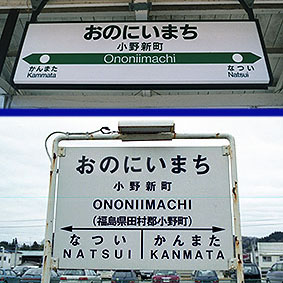 おのにいまち
小野新町
Ononiimachi
かんまた なつい
Kammata Natsui
おのにいまち
小野新町
ONONIIMACHI
(福島県田村郡小野町)
なつい かんまた
NATSUI KANMATA